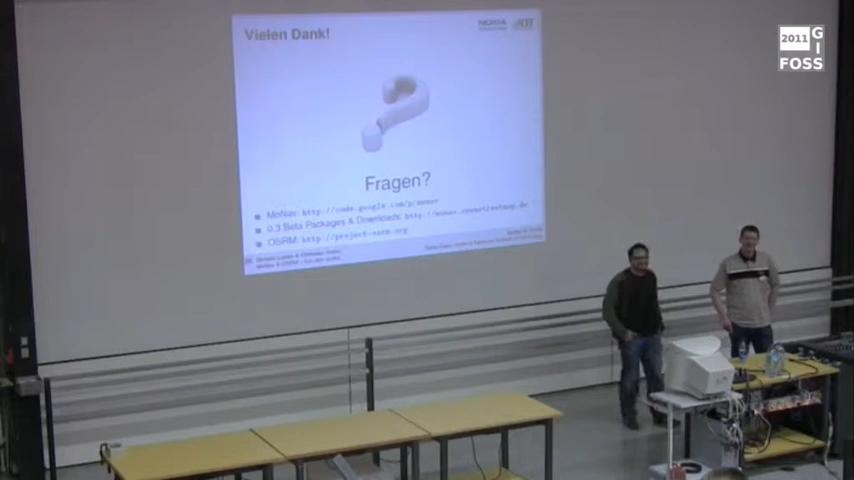 Vielen Dank!
NOKIA
KIT
2011
G
I
FOSS
Fragen?
MoNav: http://code.google.com/p/monav
0.3 Beta Packages & Downloads: http://monav.openstreetmap.de
OSRM: http://project-osrm.org